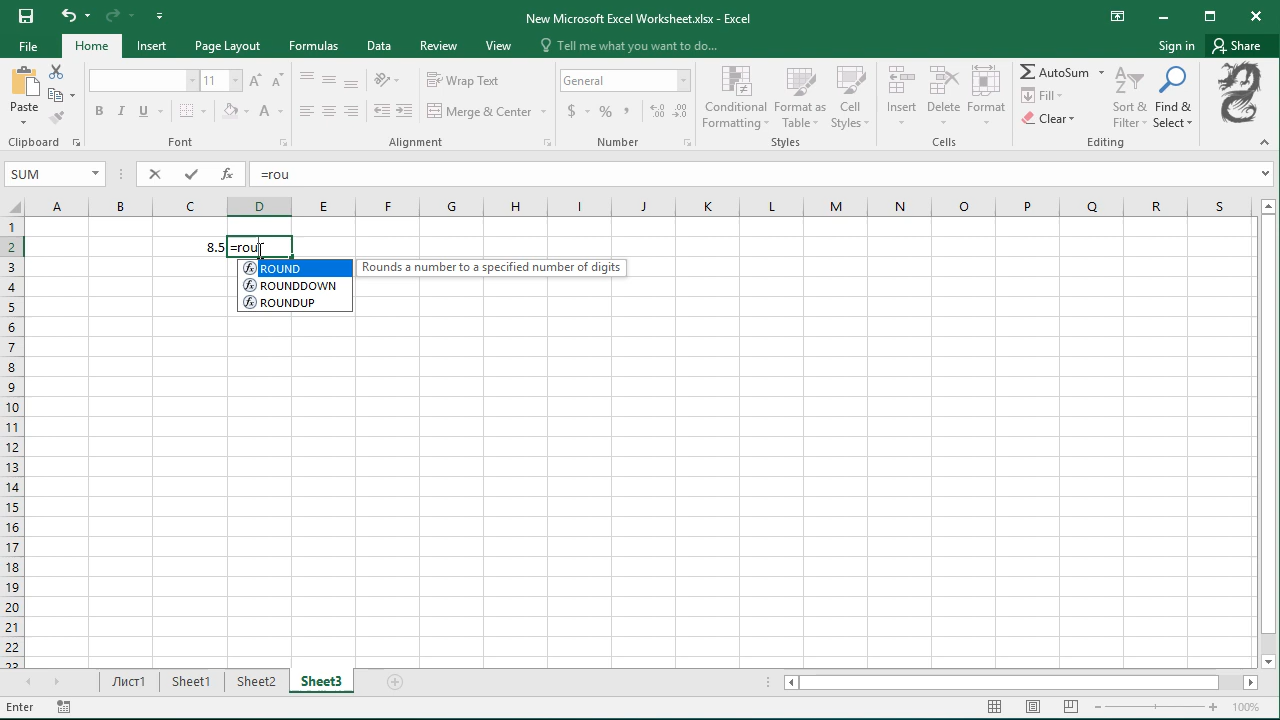 New Microsoft Excel Worksheet.xlsx - Excel
File Home Insert Page Layout Formulas Data Review View Tell me what you want to do... Sign in Share
Paste
11
Wrap Text
Merge & Center
General
$ % ,
Conditional Formatting
Format as Table
Cell Styles
Insert
Delete
Format
AutoSum
Fill
Clear
Sort & Filter
Find & Select
Clipboard Font Alignment Number Styles Cells Editing
SUM =rou
A B C D E F G H I J K L M N O P Q R S
1
2 8.5 =rou
3 ROUND Rounds a number to a specified number of digits
4 ROUNDDOWN
5 ROUNDUP
6
7
8
9
10
11
12
13
14
15
16
17
18
19
20
21
22
23
Лист1 Sheet1 Sheet2 Sheet3
Enter 100%